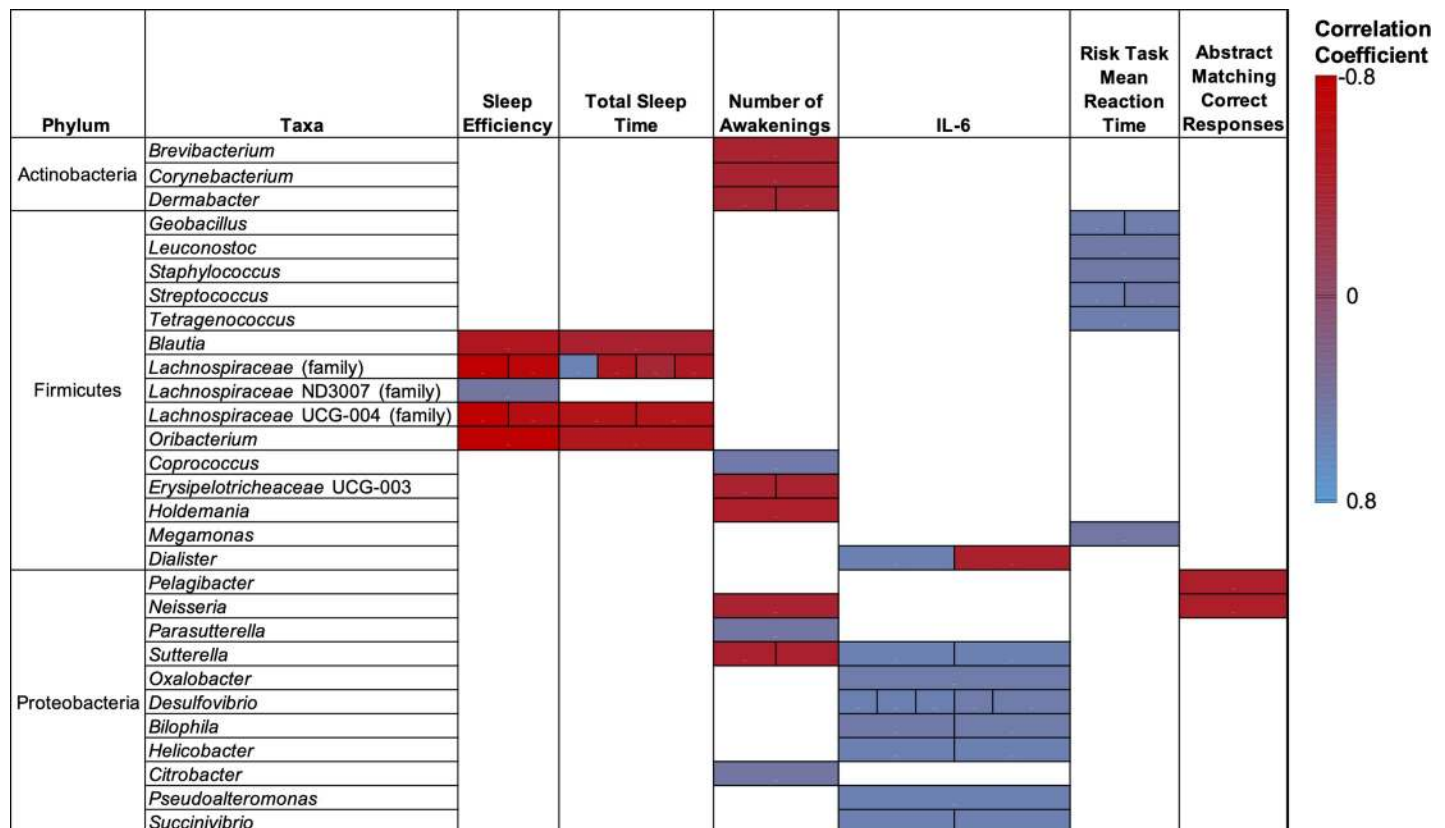 Correlation
Coefficient
Risk Task
Mean
Reaction
Time
Abstract
Matching
Correct
Responses
Sleep
Efficiency
Total Sleep
Time
Number of
Awakenings
Phylum
Taxa
IL-6
-0.8
0
0.8
Actinobacteria
Brevibacterium
Corynebacterium
Dermabacter
Firmicutes
Geobacillus
Leuconostoc
Staphylococcus
Streptococcus
Tetragenococcus
Blautia
Lachnospiraceae (family)
Lachnospiraceae ND3007 (family)
Lachnospiraceae UCG-004 (family)
Oribacterium
Coprococcus
Erysipelotricheaceae UCG-003
Holdemania
Megamonas
Dialister
Proteobacteria
Pelagibacter
Neisseria
Parasutterella
Sutterella
Oxalobacter
Desulfovibrio
Bilophila
Helicobacter
Citrobacter
Pseudoalteromonas
Succinivibrio